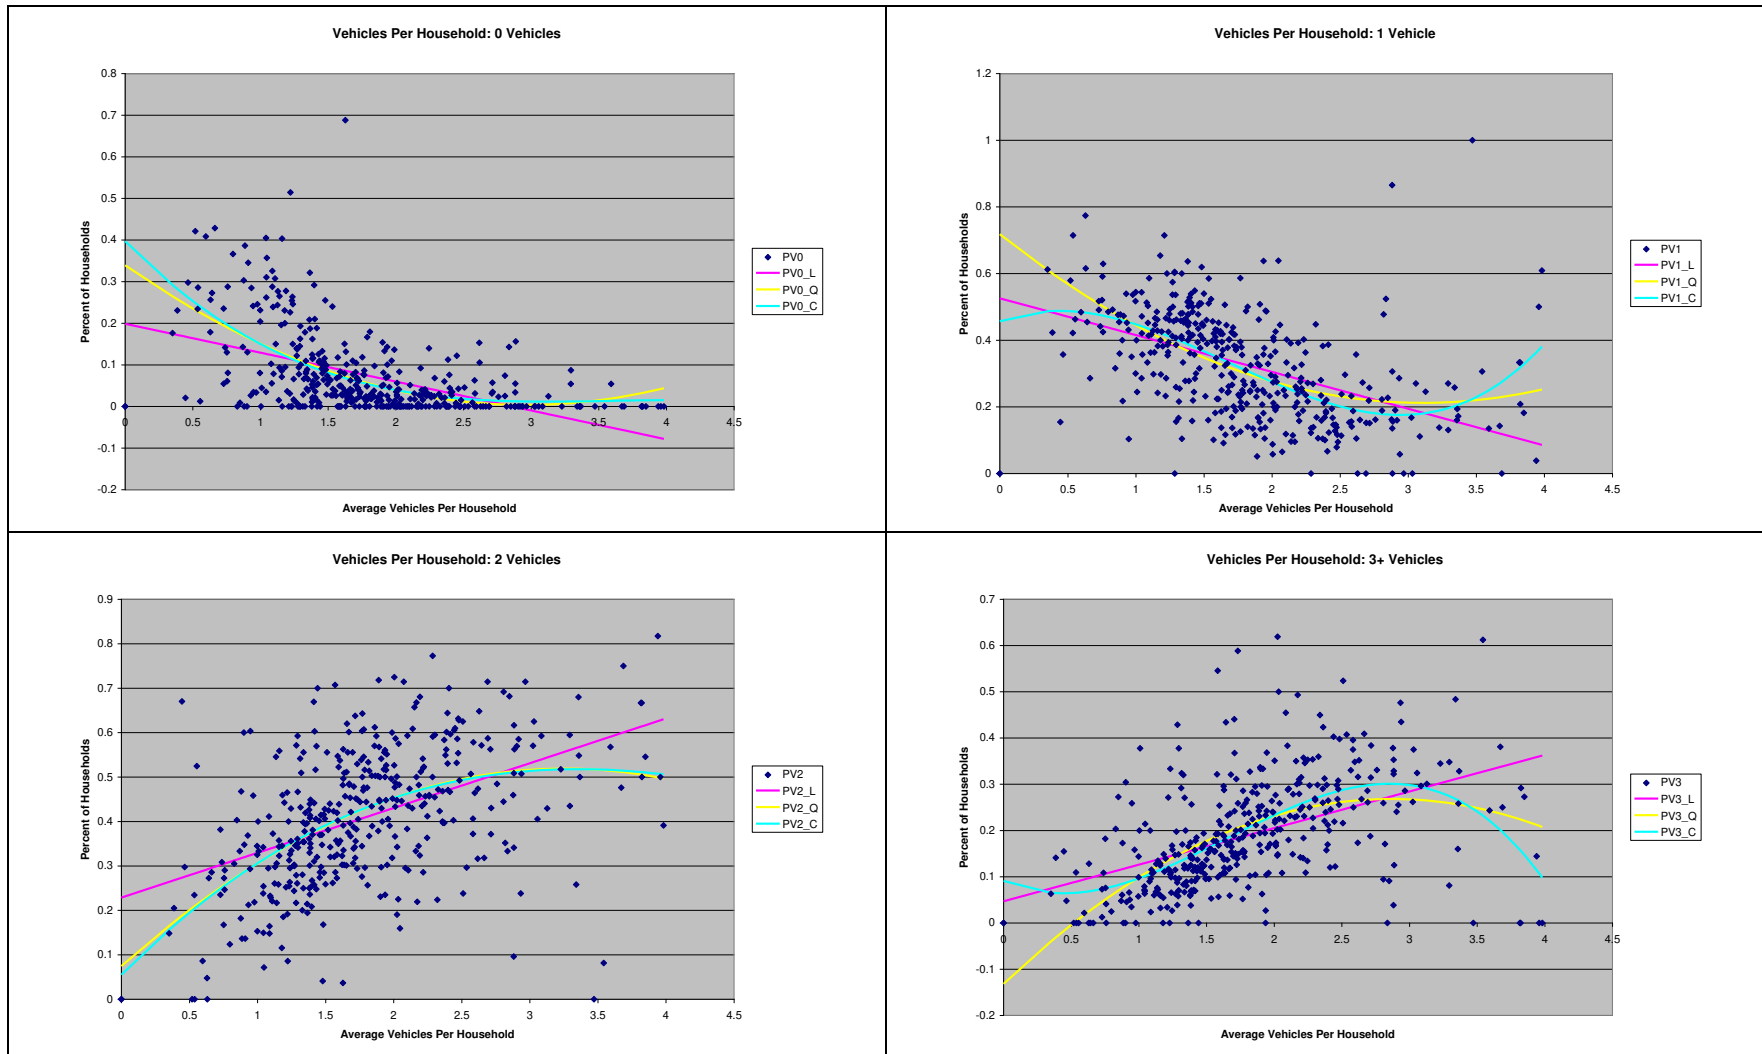 Vehicles Per Household: 0 Vehicles
0.8
0.7
0.6
0.5
0.4
0.3
0.2
0.1
0
-0.1
-0.2
0 0.5 1 1.5 2 2.5 3 3.5 4 4.5
Percent of Households
Average Vehicles Per Household
PV0
PV0_L
PV0_Q
PV0_C
Vehicles Per Household: 1 Vehicle
1.2
1
0.8
0.6
0.4
0.2
0
0 0.5 1 1.5 2 2.5 3 3.5 4 4.5
Percent of Households
Average Vehicles Per Household
PV1
PV1_L
PV1_Q
PV1_C
Vehicles Per Household: 2 Vehicles
0.9
0.8
0.7
0.6
0.5
0.4
0.3
0.2
0.1
0
0 0.5 1 1.5 2 2.5 3 3.5 4 4.5
Percent of Households
Average Vehicles Per Household
PV2
PV2_L
PV2_Q
PV2_C
Vehicles Per Household: 3+ Vehicles
0.7
0.6
0.5
0.4
0.3
0.2
0.1
0
-0.1
-0.2
0 0.5 1 1.5 2 2.5 3 3.5 4 4.5
Percent of Households
Average Vehicles Per Household
PV3
PV3_L
PV3_Q
PV3_C